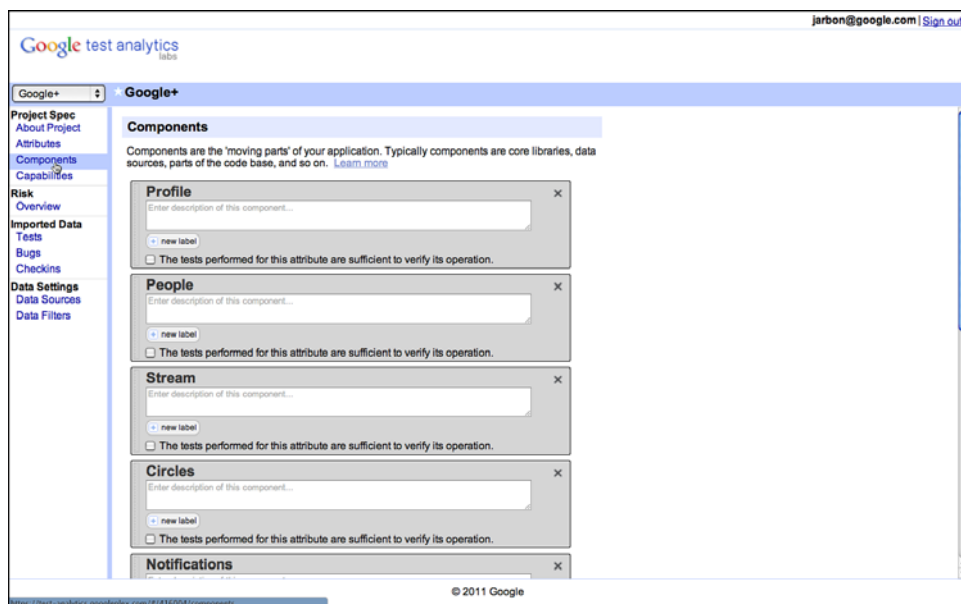 jarbon@google.com | Sign out
Google test analytics
labs
Google+
Google+
Project Spec
About Project
Attributes
Components
Capabilities
Risk
Overview
Imported Data
Tests
Bugs
Checkins
Data Settings
Data Sources
Data Filters
Components
Components are the 'moving parts' of your application. Typically components are core libraries, data
sources, parts of the code base, and so on. Learn more
Profile
Enter description of this component...
new label
The tests performed for this attribute are sufficient to verify its operation.
People
Enter description of this component...
new label
The tests performed for this attribute are sufficient to verify its operation.
Stream
Enter description of this component...
new label
The tests performed for this attribute are sufficient to verify its operation.
Circles
Enter description of this component...
new label
The tests performed for this attribute are sufficient to verify its operation.
Notifications
© 2011 Google